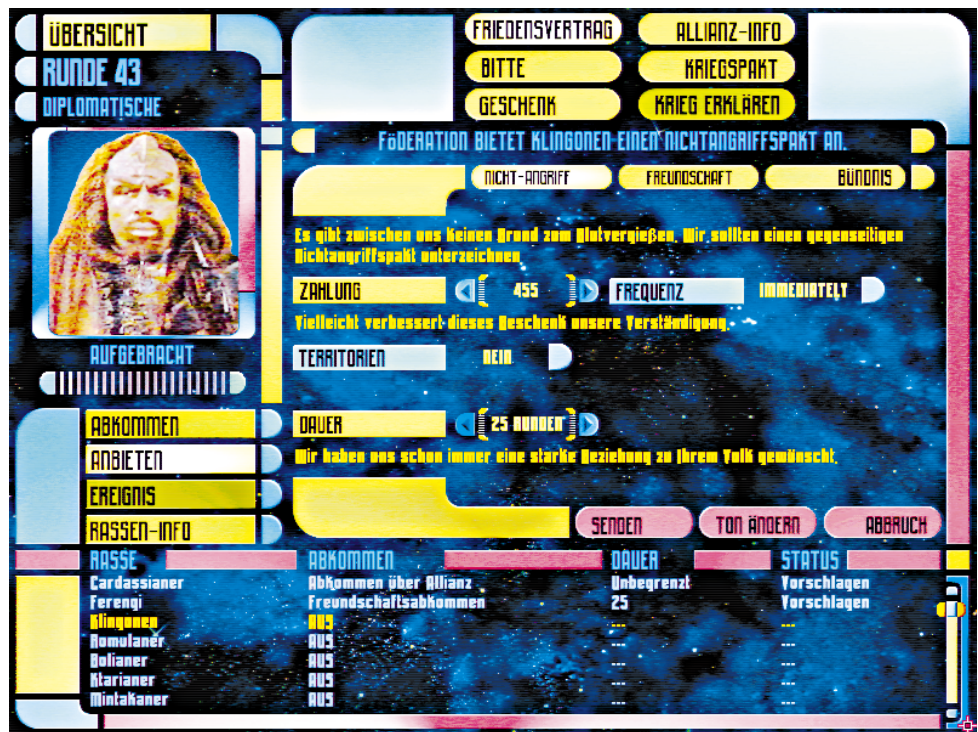 ÜBERSICHT
RUNDE 43
DIPLOMATISCHE
AUFGEBRACHT
ABKOMMEN
ANBIETEN
EREIGNIS
RASSEN-INFO
FRIEDENSVERTRAG ALLIANZ-INFO
BITTE KRIEGSPAKT
GESCHENK KRIEG ERKLÄREN
FöDERATION BIETET KLINGONEN EINEN NICHTANGRIFFSPAKT AN.
NICHT-ANGRIFF FREUNDSCHAFT BÜNDNIS
Es gibt zwischen uns keinen Grund zum Blutvergießen. Wir sollten einen gegenseitigen
Nichtangriffspakt unterzeichnen
ZAHLUNG 455 FREQUENZ IMMEDIATELY
Vielleicht verbessert dieses Geschenk unsere Verständigung.
TERRITORIEN NEIN
DAUER 25 RUNDEN
Wir haben uns schon immer eine starke Beziehung zu Ihrem Volk gewünscht.
SENDEN TON ÄNDERN ABBRUCH
RASSE ABKOMMEN DAUER STATUS
Cardassianer Abkommen über Allianz Unbegrenzt Vorschlagen
Ferengi Freundschaftsabkommen 25 Vorschlagen
Klingonen AUS --- ---
Romulaner AUS --- ---
Bolianer AUS --- ---
Ktarianer AUS --- ---
Mintakaner AUS --- ---